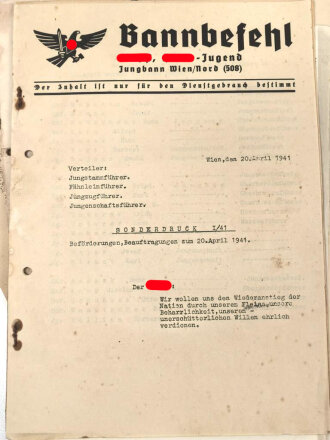 Bannbefehl
-Jugend
Jungbann Wien/Nord (508)
Der Inhalt ist nur für den Dienstgebrauch bestimmt
Wien,den 20.April 1941
Verteiler:
Jungstammführer.
Fähnleinführer.
Jungzugführer.
Jungenschaftsführer.
SONDERDRUCK I/41
Beförderungen,Beauftragungen zum 20.April 1941.
Der :
Wir wollen uns den Wiederanstieg der
Nation durch unseren Fleiss,unsere
Beharrlichkeit,unseren
unerschütterlichen Willen ehrlich
verdienen.